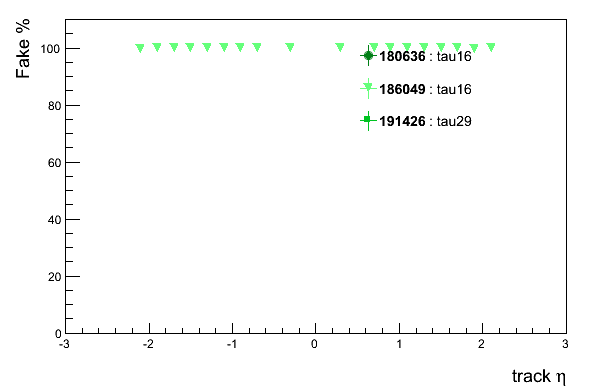 Fake %
100
180636 : tau16
186049 : tau16
80
191426 : tau29
60
40
20
0
-3 -2 -1 0 1 2 3
track η